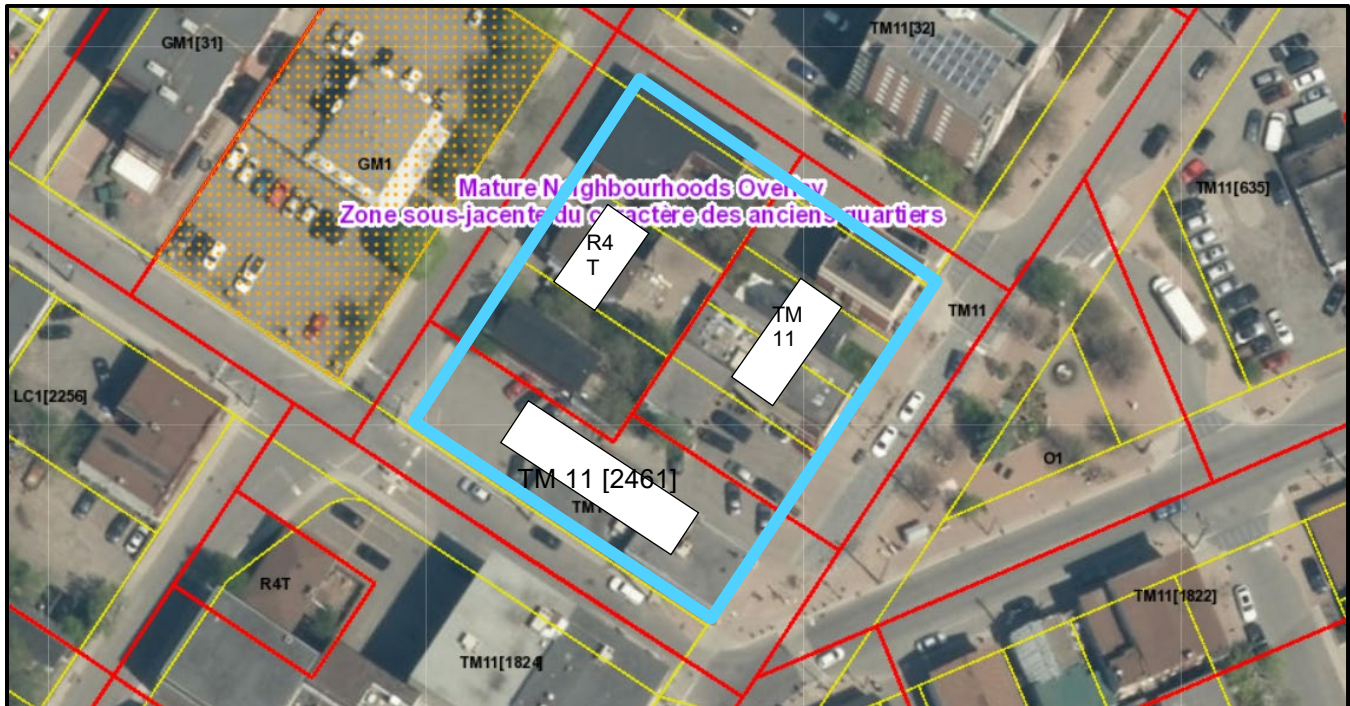 TM11[32]
GM1[31]
GM1
Mature Neighbourhoods Overlay
Zone sous-jacente du caractère des anciens quartiers
TM11[635]
R4
T
TM
11
TM11
LC1[2256]
O1
TM 11 [2461]
R4T
TM11[1822]
TM11[1824]